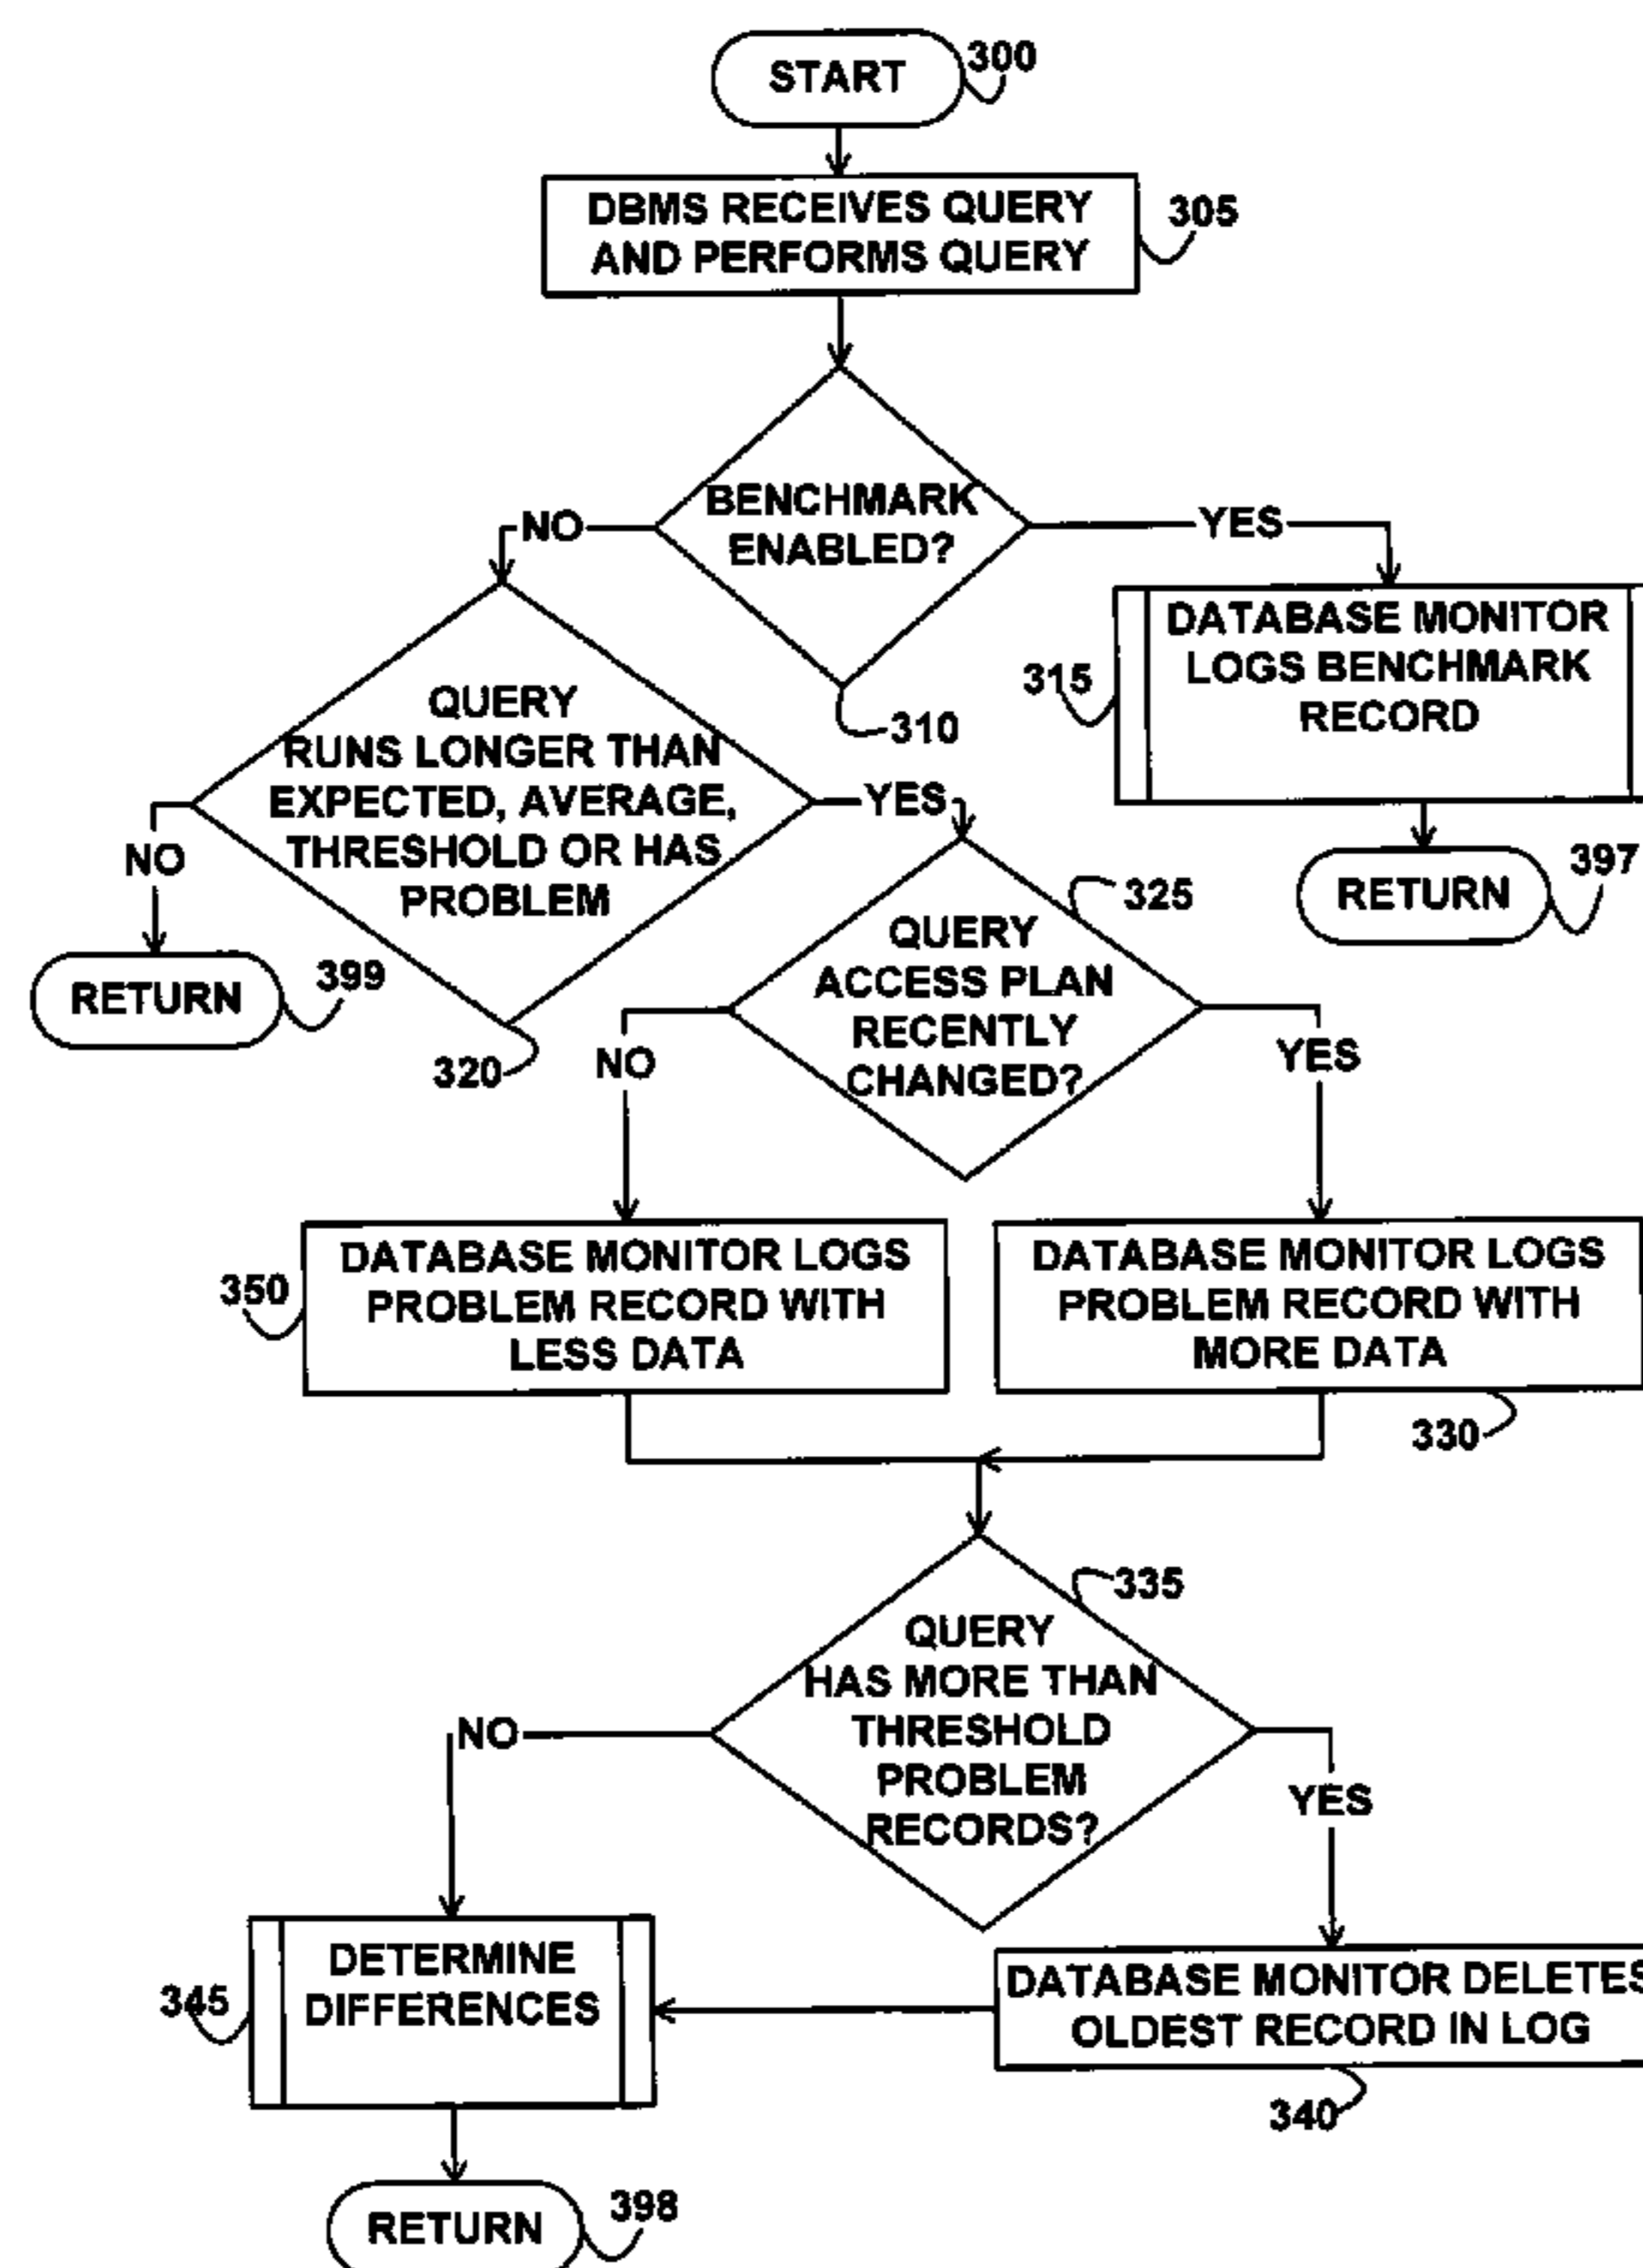 START
300
DBMS RECEIVES QUERY
AND PERFORMS QUERY
305
BENCHMARK
ENABLED?
NO
YES
310
DATABASE MONITOR
LOGS BENCHMARK
RECORD
315
RETURN
397
QUERY
RUNS LONGER THAN
EXPECTED, AVERAGE,
THRESHOLD OR HAS
PROBLEM
NO
YES
320
RETURN
399
325
QUERY
ACCESS PLAN
RECENTLY
CHANGED?
NO
YES
350
DATABASE MONITOR LOGS
PROBLEM RECORD WITH
LESS DATA
DATABASE MONITOR LOGS
PROBLEM RECORD WITH
MORE DATA
330
335
QUERY
HAS MORE THAN
THRESHOLD
PROBLEM
RECORDS?
NO
YES
345
DETERMINE
DIFFERENCES
DATABASE MONITOR DELETES
OLDEST RECORD IN LOG
340
RETURN
398